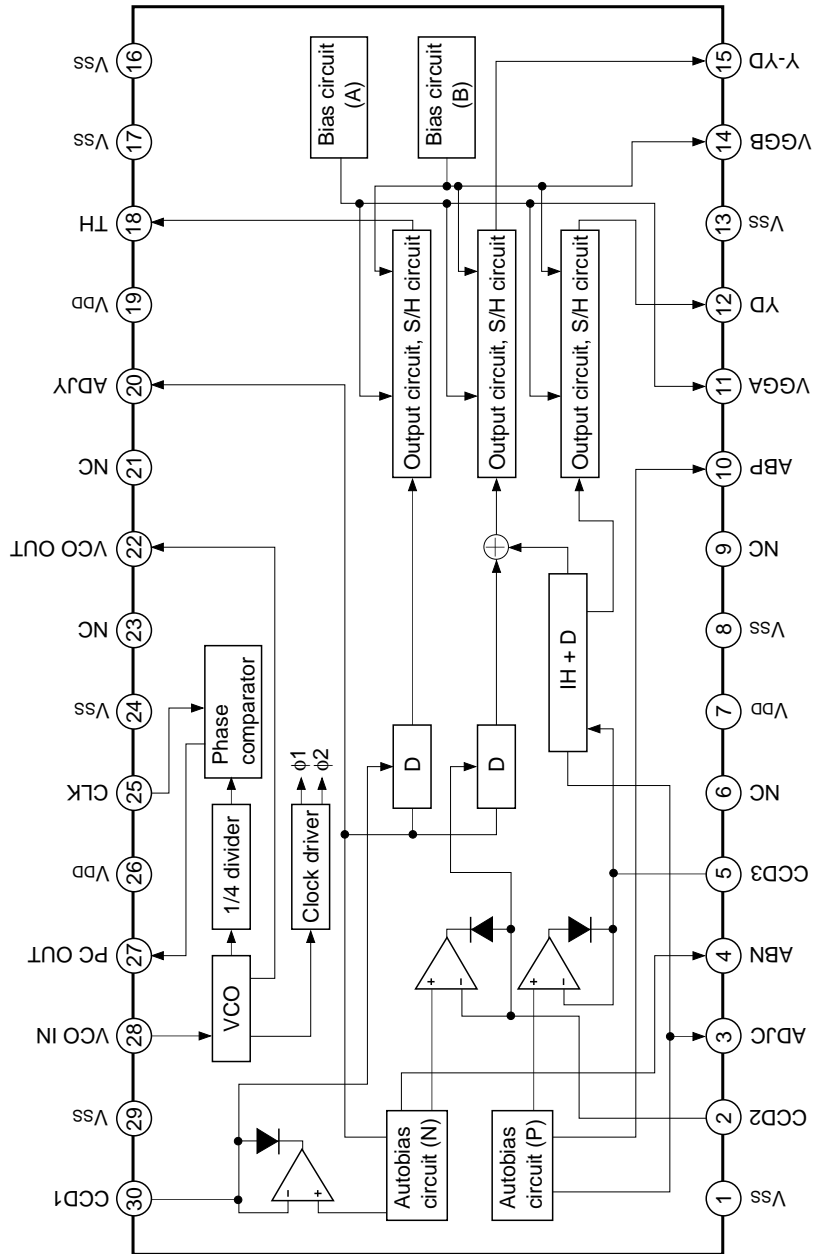 CCD1
30
Vss
29
VCO IN
28
PC OUT
27
VDD
26
CLK
25
Vss
24
NC
23
VCO OUT
22
NC
21
ADJY
20
VDD
19
TH
18
Vss
17
Vss
16
VCO
1/4 divider
Phase
comparator
Clock driver
ϕ1
ϕ2
Bias circuit
(A)
Bias circuit
(B)
–
+
Autobias
circuit (N)
+
–
D
D
Output circuit, S/H circuit
Output circuit, S/H circuit
Output circuit, S/H circuit
Autobias
circuit (P)
+
–
IH + D
1
Vss
2
CCD2
3
ADJC
4
ABN
5
CCD3
6
NC
7
VDD
8
Vss
9
NC
10
ABP
11
VGGA
12
YD
13
Vss
14
VGGB
15
Y-YD